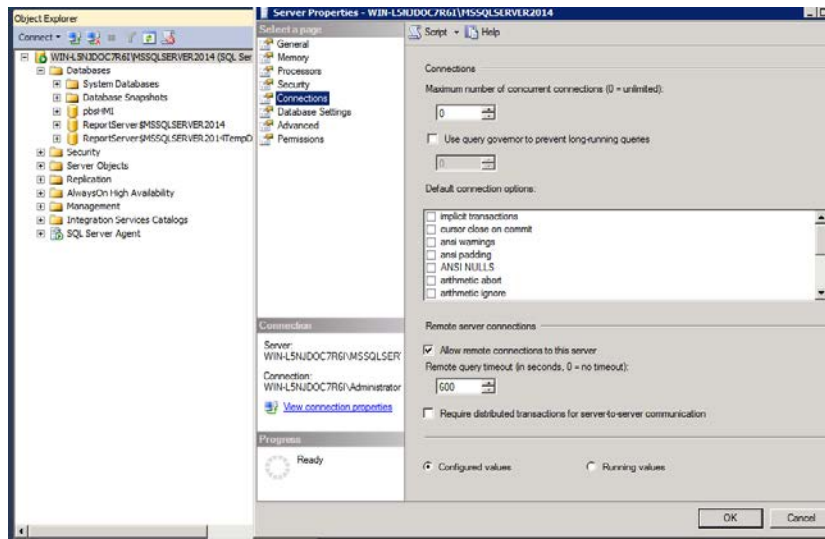 Object Explorer
Connect
WIN-L5NJDOC7R6I\MSSQLSERVER2014 (SQL Ser
Databases
System Databases
Database Snapshots
pbsHMI
ReportServer$MSSQLSERVER2014
ReportServer$MSSQLSERVER2014TempD
Security
Server Objects
Replication
AlwaysOn High Availability
Management
Integration Services Catalogs
SQL Server Agent
Server Properties - WIN-L5NJDOC7R6I\MSSQLSERVER2014
Select a page
General
Memory
Processors
Security
Connections
Database Settings
Advanced
Permissions
Connection
Server:
WIN-L5NJDOC7R6I\MSSQLSER
Connection:
WIN-L5NJDOC7R6I\Administrator
View connection properties
Progress
Ready
Script Help
Connections
Maximum number of concurrent connections (0 = unlimited):
0
Use query governor to prevent long-running queries
0
Default connection options:
implicit transactions
cursor close on commit
ansi warnings
ansi padding
ANSI NULLS
arithmetic abort
arithmetic ignore
Remote server connections
Allow remote connections to this server
Remote query timeout (in seconds, 0 = no timeout):
600
Require distributed transactions for server-to-server communication
Configured values Running values
OK Cancel